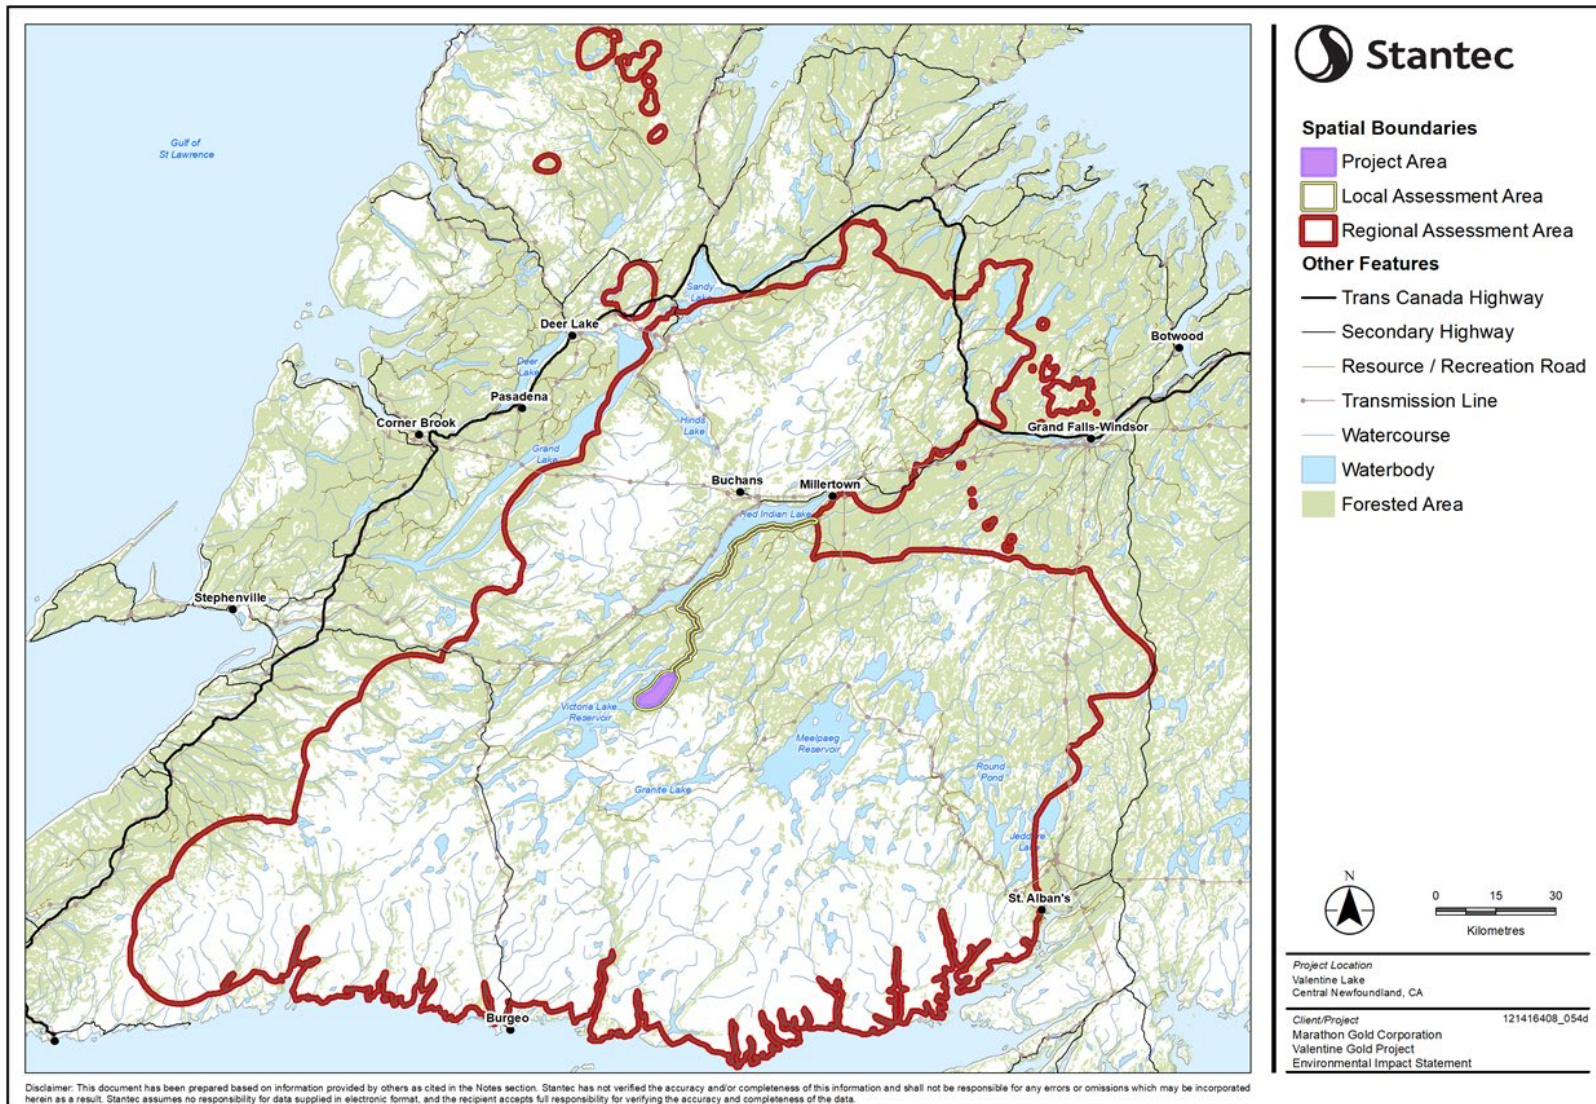 Gulf of
St Lawrence
Sandy
Lake
Deer Lake
Deer
Lake
Botwood
Pasadena
Corner Brook
Hinds
Lake
Grand Falls-Windsor
Grand
Lake
Buchans
Millertown
Red Indian Lake
Stephenville
Victoria Lake
Reservoir
Meelpaeg
Reservoir
Round
Pond
Granite Lake
Jeddore
Lake
St. Alban's
Burgeo
Stantec
Spatial Boundaries
Project Area
Local Assessment Area
Regional Assessment Area
Other Features
Trans Canada Highway
Secondary Highway
Resource / Recreation Road
Transmission Line
Watercourse
Waterbody
Forested Area
N
0 15 30
Kilometres
Project Location
Valentine Lake
Central Newfoundland, CA
Client/Project 121416408_054d
Marathon Gold Corporation
Valentine Gold Project
Environmental Impact Statement
Disclaimer: This document has been prepared based on information provided by others as cited in the Notes section. Stantec has not verified the accuracy and/or completeness of this information and shall not be responsible for any errors or omissions which may be incorporated
herein as a result. Stantec assumes no responsibility for data supplied in electronic format, and the recipient accepts full responsibility for verifying the accuracy and completeness of the data.